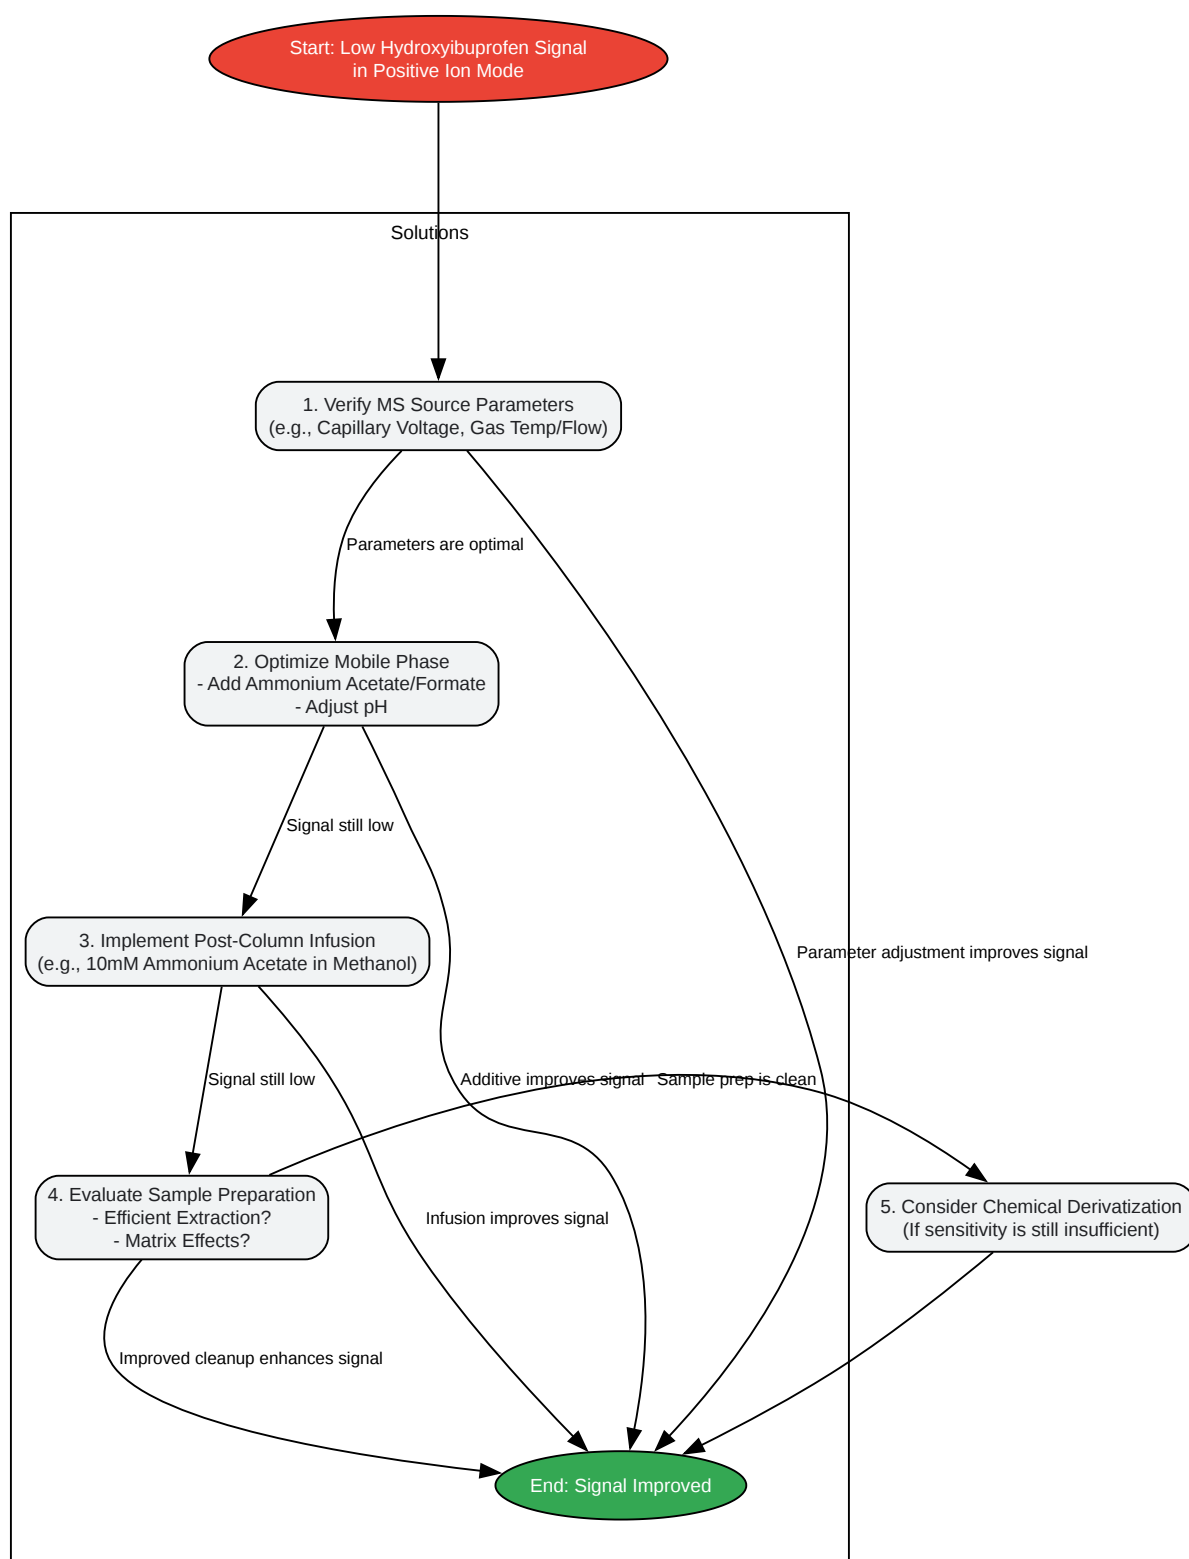 Start: Low Hydroxyibuprofen Signal
in Positive Ion Mode
Solutions
1. Verify MS Source Parameters
(e.g., Capillary Voltage, Gas Temp/Flow)
Parameters are optimal
2. Optimize Mobile Phase
- Add Ammonium Acetate/Formate
- Adjust pH
Signal still low
3. Implement Post-Column Infusion
(e.g., 10mM Ammonium Acetate in Methanol)
Parameter adjustment improves signal
Signal still low
Additive improves signal
Sample prep is clean
4. Evaluate Sample Preparation
- Efficient Extraction?
- Matrix Effects?
Infusion improves signal
5. Consider Chemical Derivatization
(If sensitivity is still insufficient)
Improved cleanup enhances signal
End: Signal Improved